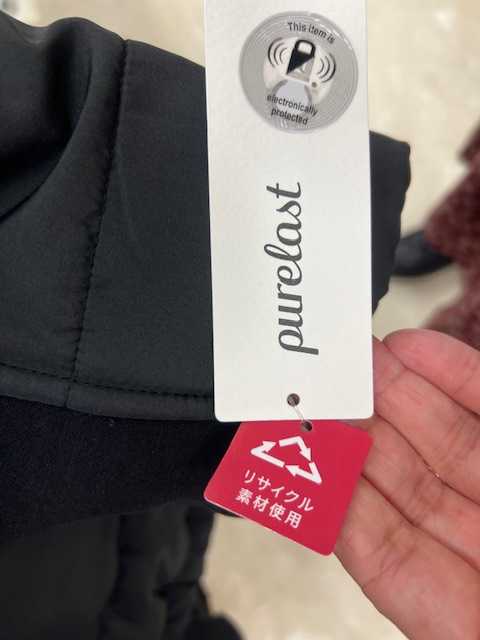 This item is
electronically
protected
purelast
リサイクル
素材使用